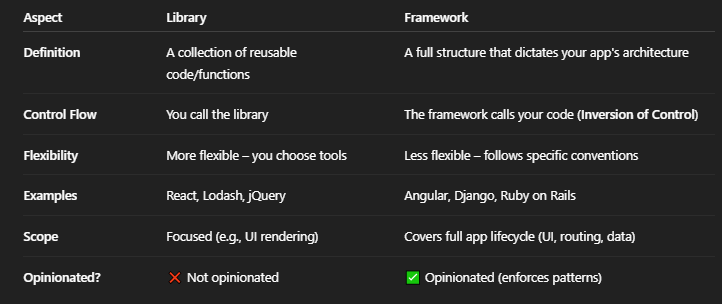 Aspect Library Framework
Definition A collection of reusable code/functions A full structure that dictates your app's architecture
Control Flow You call the library The framework calls your code (Inversion of Control)
Flexibility More flexible – you choose tools Less flexible – follows specific conventions
Examples React, Lodash, jQuery Angular, Django, Ruby on Rails
Scope Focused (e.g., UI rendering) Covers full app lifecycle (UI, routing, data)
Opinionated? ❌ Not opinionated ✅ Opinionated (enforces patterns)